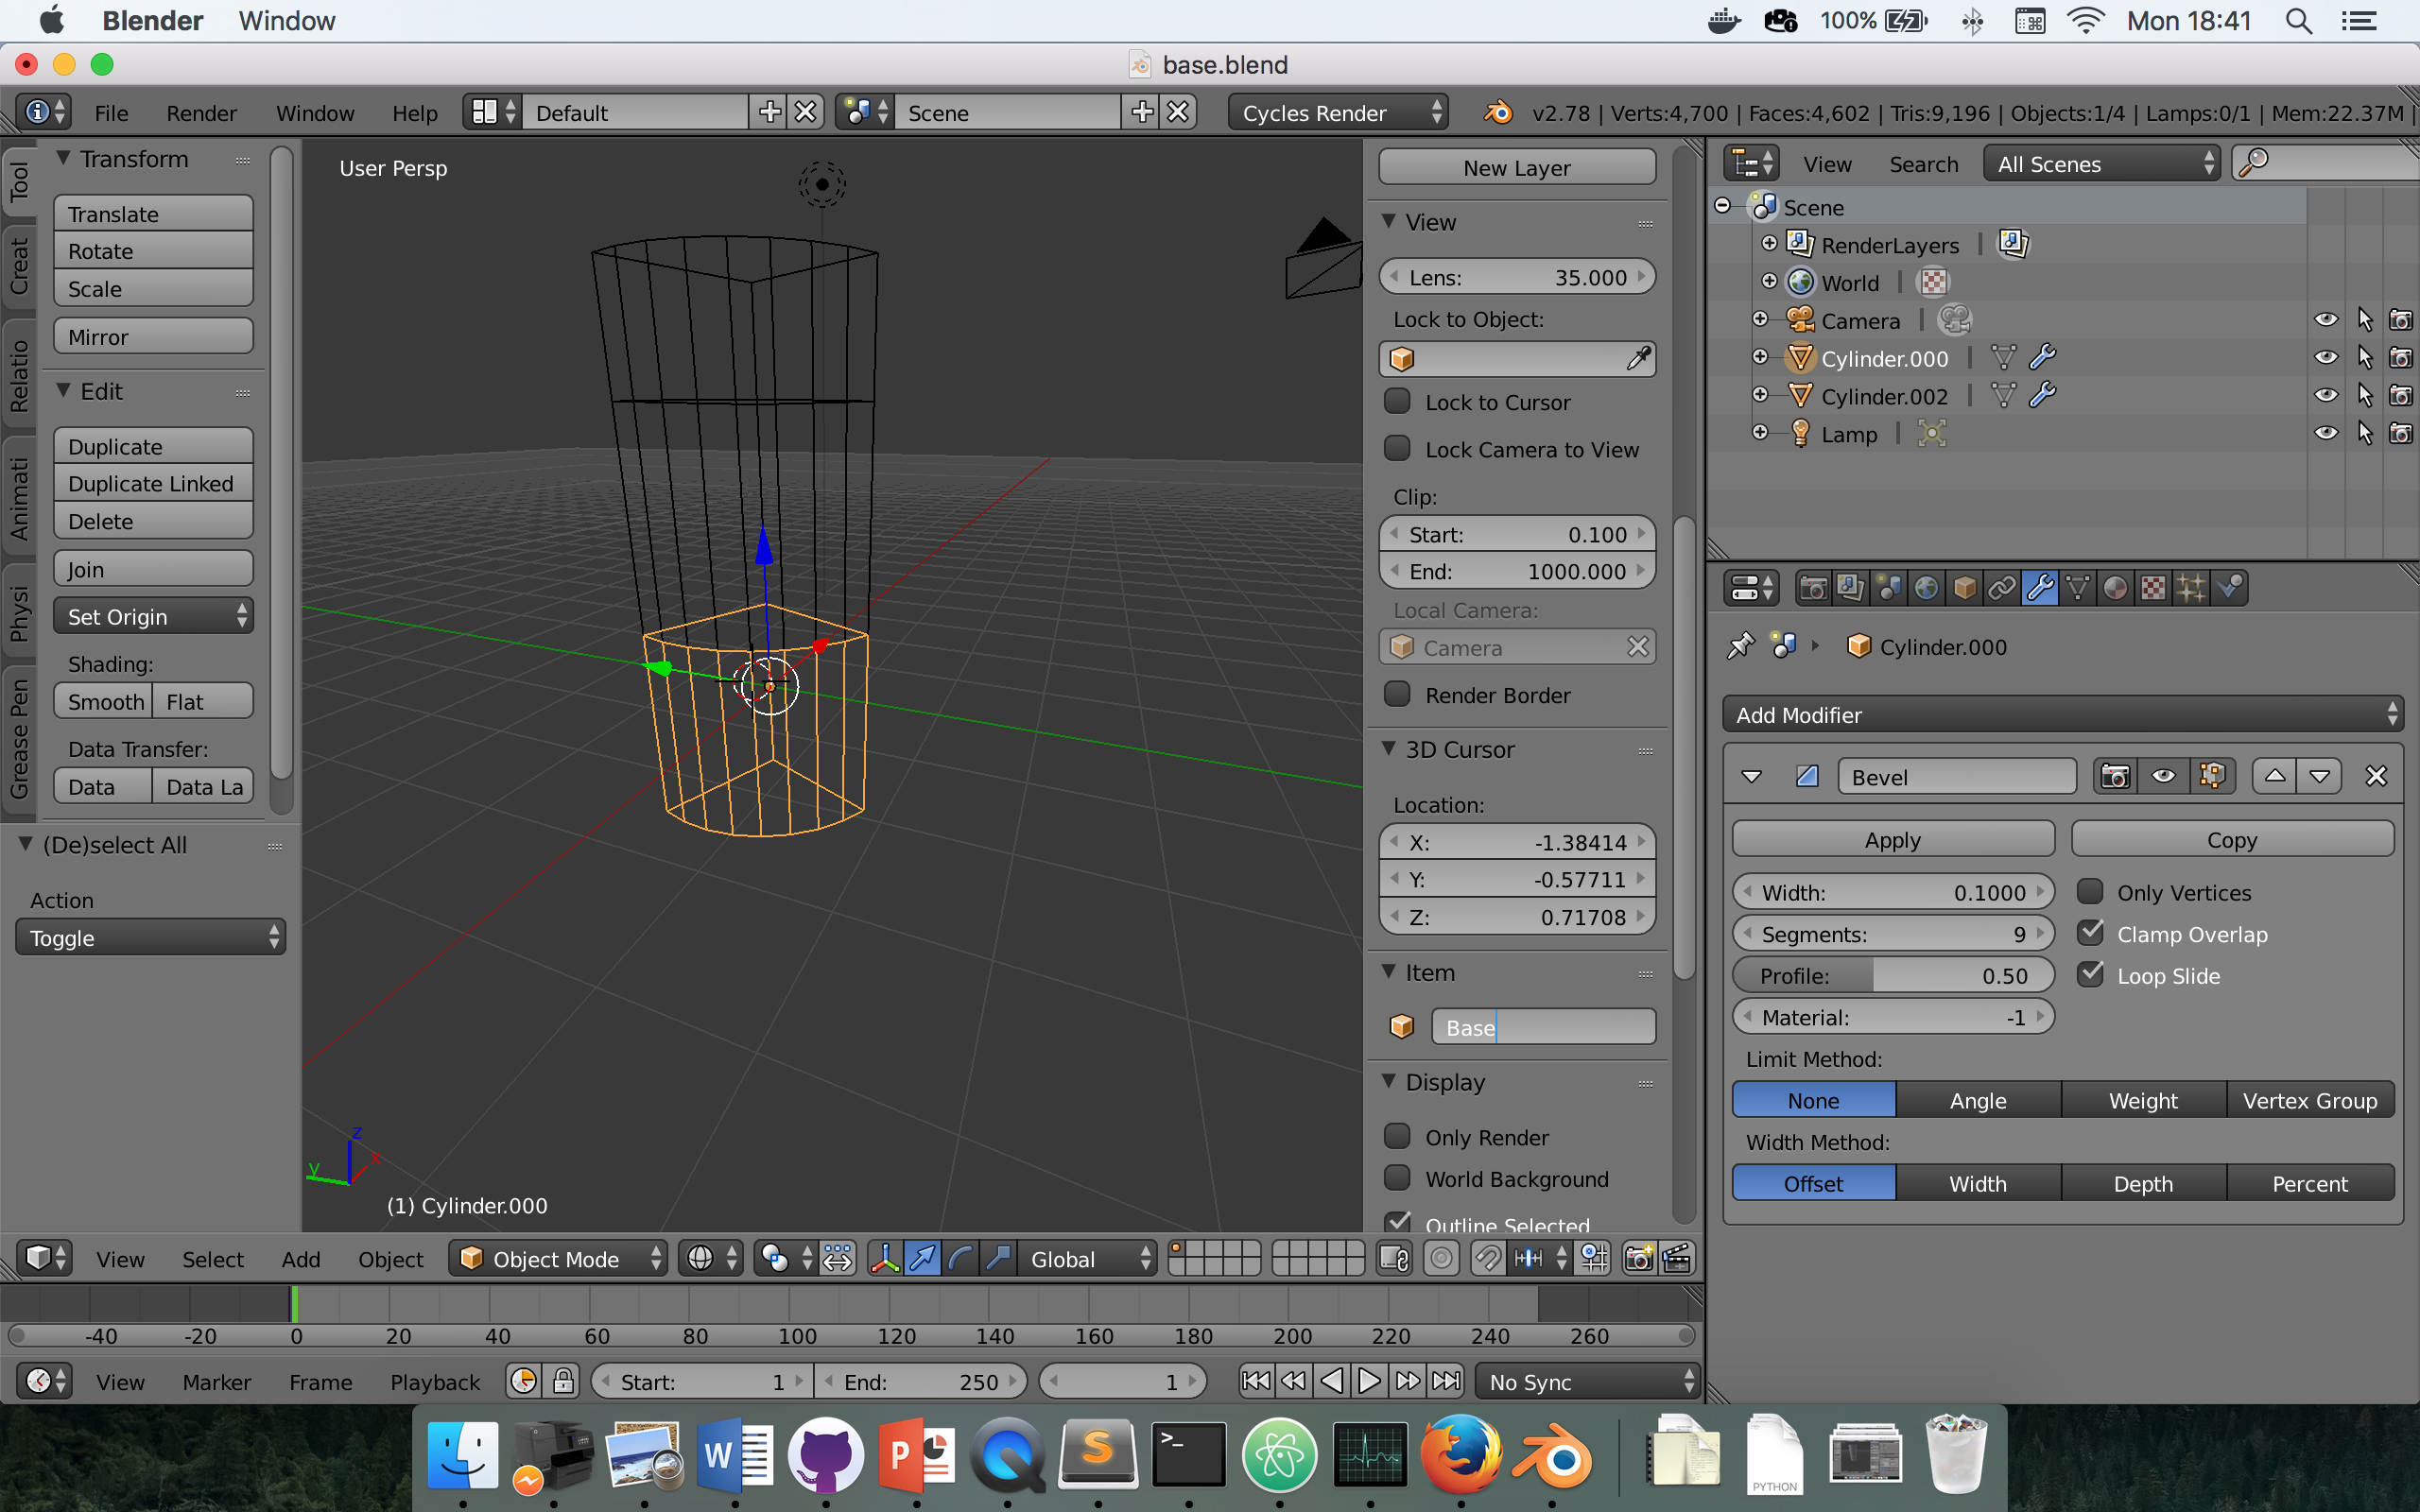 Blender Window 100% Mon 18:41
base.blend
File Render Window Help Default Scene Cycles Render v2.78 | Verts:4,700 | Faces:4,602 | Tris:9,196 | Objects:1/4 | Lamps:0/1 | Mem:22.37M |
Tool
Creat
Relatio
Animati
Physi
Grease Pen
Transform
Translate
Rotate
Scale
Mirror
Edit
Duplicate
Duplicate Linked
Delete
Join
Set Origin
Shading:
Smooth Flat
Data Transfer:
Data Data La
(De)select All
Action
Toggle
User Persp
z
x
y
(1) Cylinder.000
New Layer
View
Lens: 35.000
Lock to Object:
Lock to Cursor
Lock Camera to View
Clip:
Start: 0.100
End: 1000.000
Local Camera:
Camera
Render Border
3D Cursor
Location:
X: -1.38414
Y: -0.57711
Z: 0.71708
Item
Base
Display
Only Render
World Background
Outline Selected
View Search All Scenes
Scene
RenderLayers |
World |
Camera |
Cylinder.000 |
Cylinder.002 |
Lamp |
Cylinder.000
Add Modifier
Bevel
Apply Copy
Width: 0.1000 Only Vertices
Segments: 9 Clamp Overlap
Profile: 0.50 Loop Slide
Material: -1
Limit Method:
None Angle Weight Vertex Group
Width Method:
Offset Width Depth Percent
View Select Add Object Object Mode Global
-40 -20 0 20 40 60 80 100 120 140 160 180 200 220 240 260
View Marker Frame Playback Start: 1 End: 250 1 No Sync
W P S >_ PYTHON